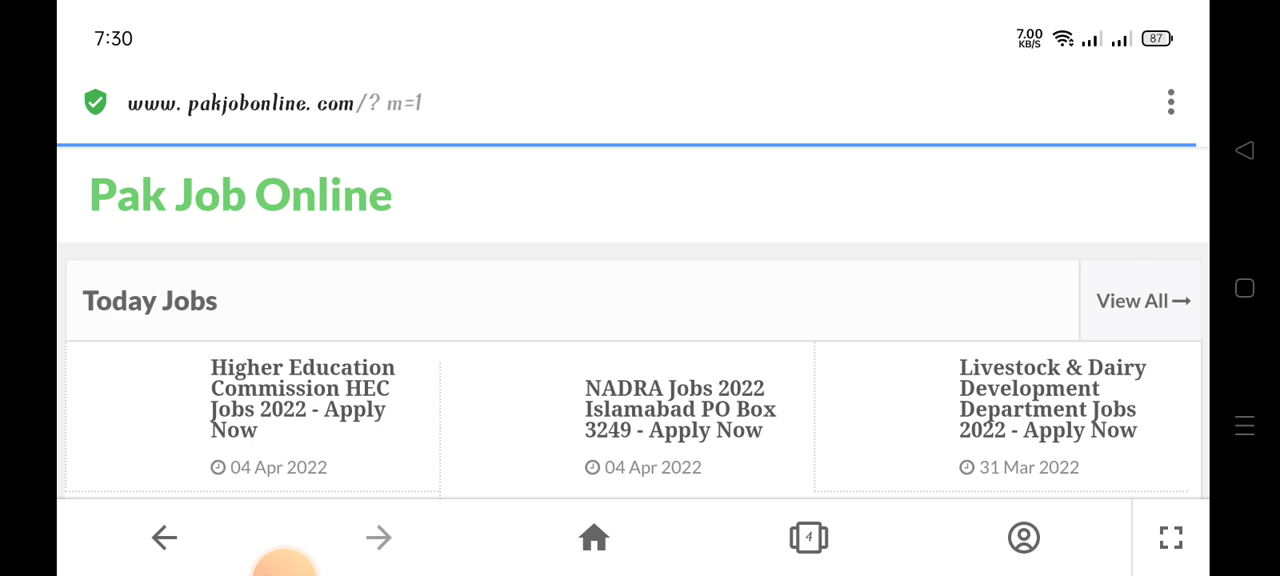 7:30
7.00
KB/S
87
www. pakjobonline. com/? m=1
Pak Job Online
Today Jobs
View All→
Higher Education
Commission HEC
Jobs 2022 - Apply
Now
04 Apr 2022
NADRA Jobs 2022
Islamabad PO Box
3249 - Apply Now
04 Apr 2022
Livestock & Dairy
Development
Department Jobs
2022 - Apply Now
31 Mar 2022
4